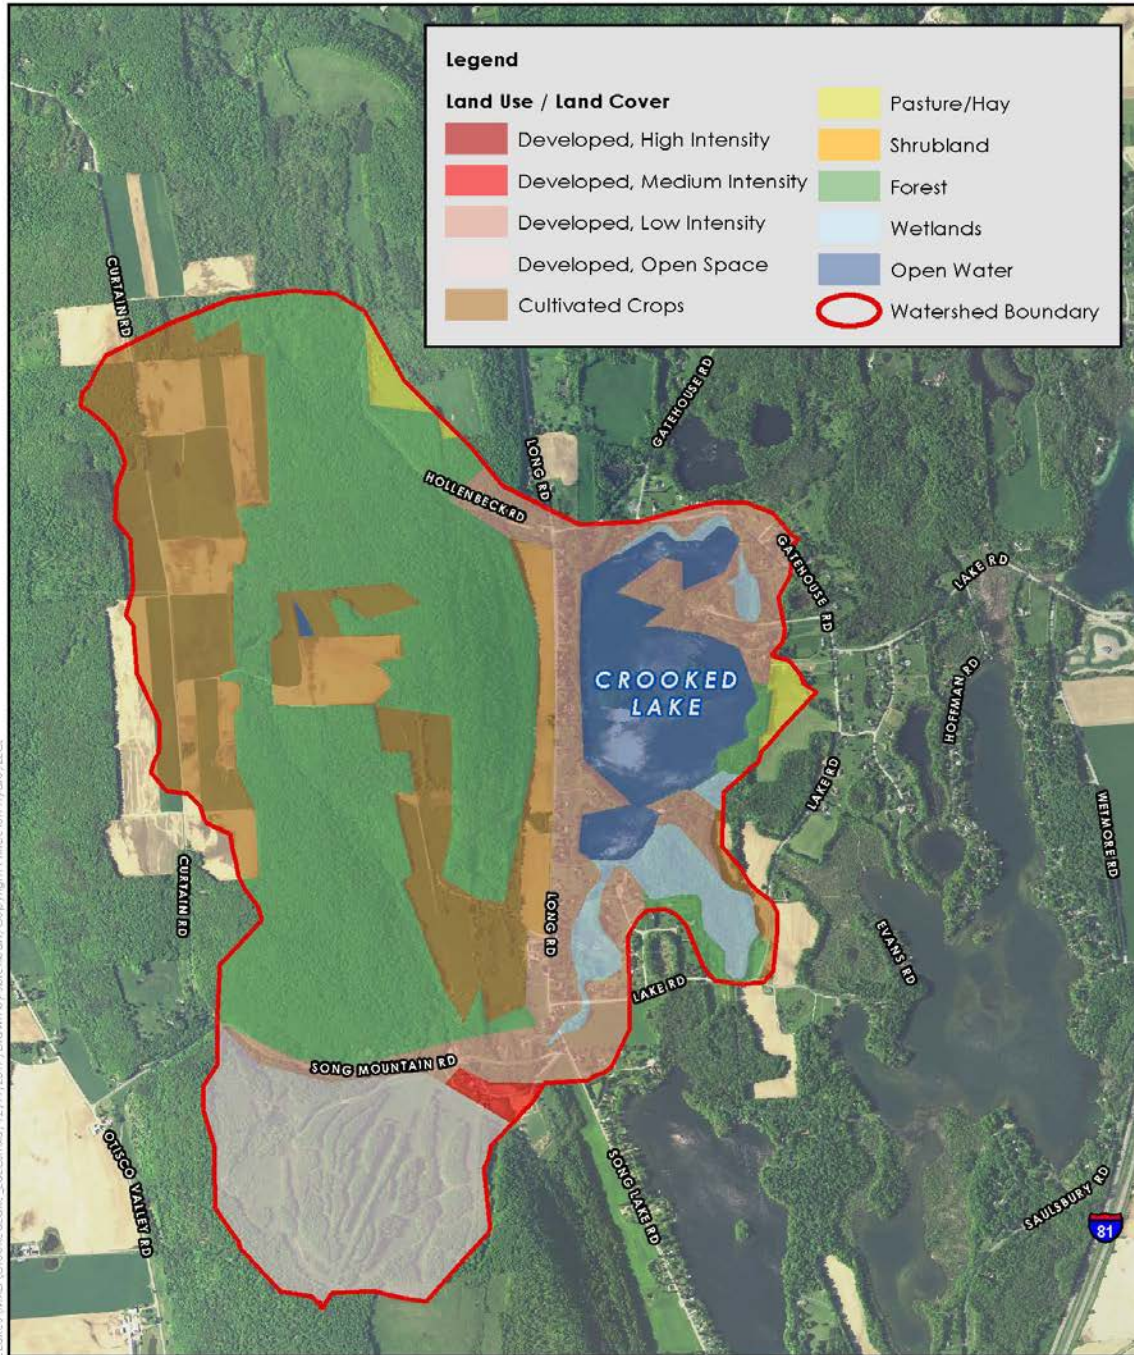 Legend
Land Use / Land Cover
Developed, High Intensity
Developed, Medium Intensity
Developed, Low Intensity
Developed, Open Space
Cultivated Crops
Pasture/Hay
Shrubland
Forest
Wetlands
Open Water
Watershed Boundary
CURTAIN RD
GATEHOUSE RD
LONG RD
HOLLENBECK RD
GATEHOUSE RD
LAKE RD
HOFFMAN RD
CROOKED
LAKE
LAKE RD
WETMORE RD
CURTAIN RD
LONG RD
EVANS RD
LAKE RD
SONG MOUNTAIN RD
OTISCO VALLEY RD
SONG LAKE RD
SAULSBURY RD
81